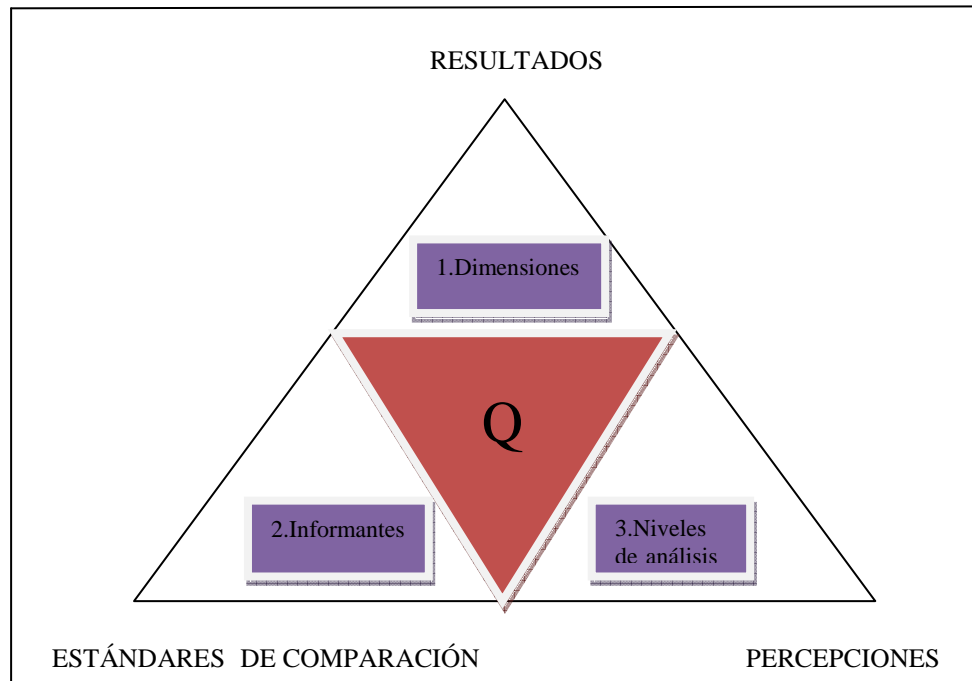 RESULTADOS
1.Dimensiones
Q
2.Informantes
3.Niveles
de análisis
ESTÁNDARES DE COMPARACIÓN
PERCEPCIONES